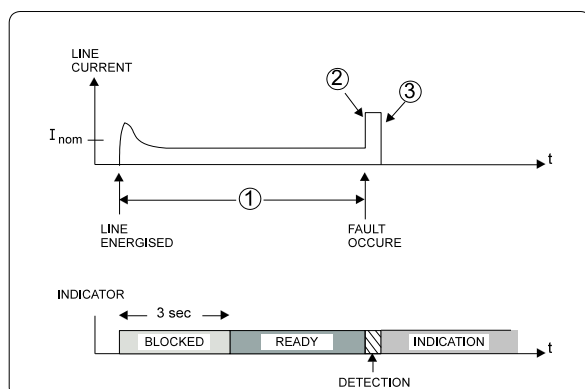 LINE
CURRENT
I nom
②
③
t
①
LINE
ENERGISED
FAULT
OCCURE
INDICATOR
3 sec
BLOCKED
READY
INDICATION
t
DETECTION